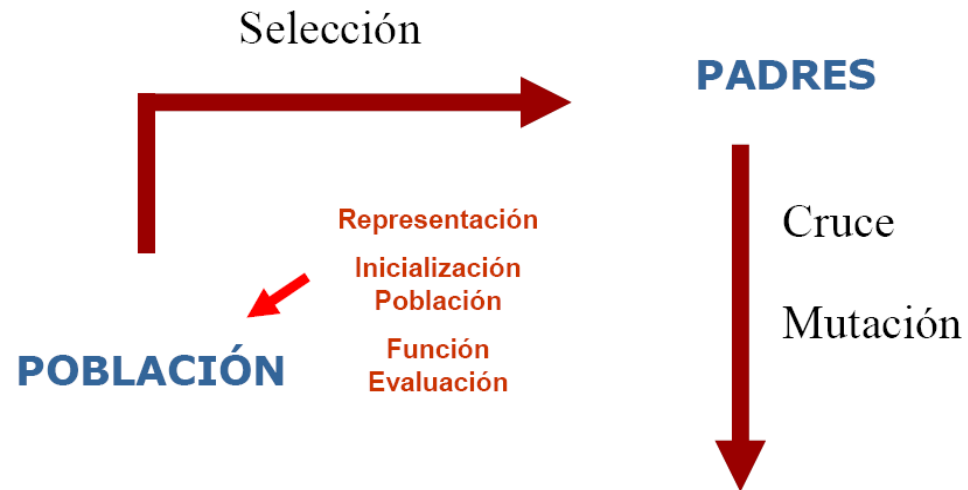 Selección
PADRES
Representación
Cruce
Inicialización
Población
Mutación
Función
POBLACIÓN
Evaluación